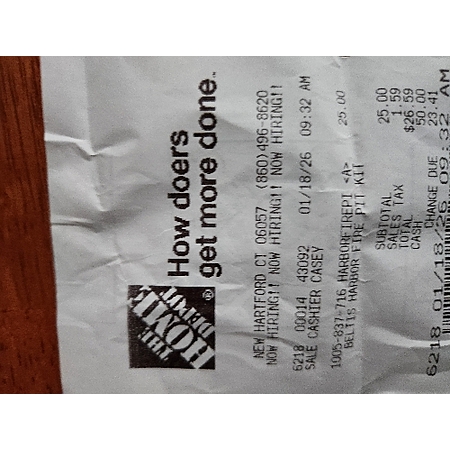 THE
HOME
DEPOT
®
How doers
get more done.™
NEW HARTFORD CT 06057 (860)496-8620
NOW HIRING!! NOW HIRING!! NOW HIRING!!
6218 00014 43092 01/18/26 09:32 AM
SALE CASHIER CASEY
1005-837-716 HARBORFIREPI <A> 25.00
BELTIS HARBOR FIRE PIT KIT
SUBTOTAL 25.00
SALES TAX 1.59
TOTAL $26.59
CASH 50.00
CHANGE DUE 23.41
6218 01/18/26 09:32 AM